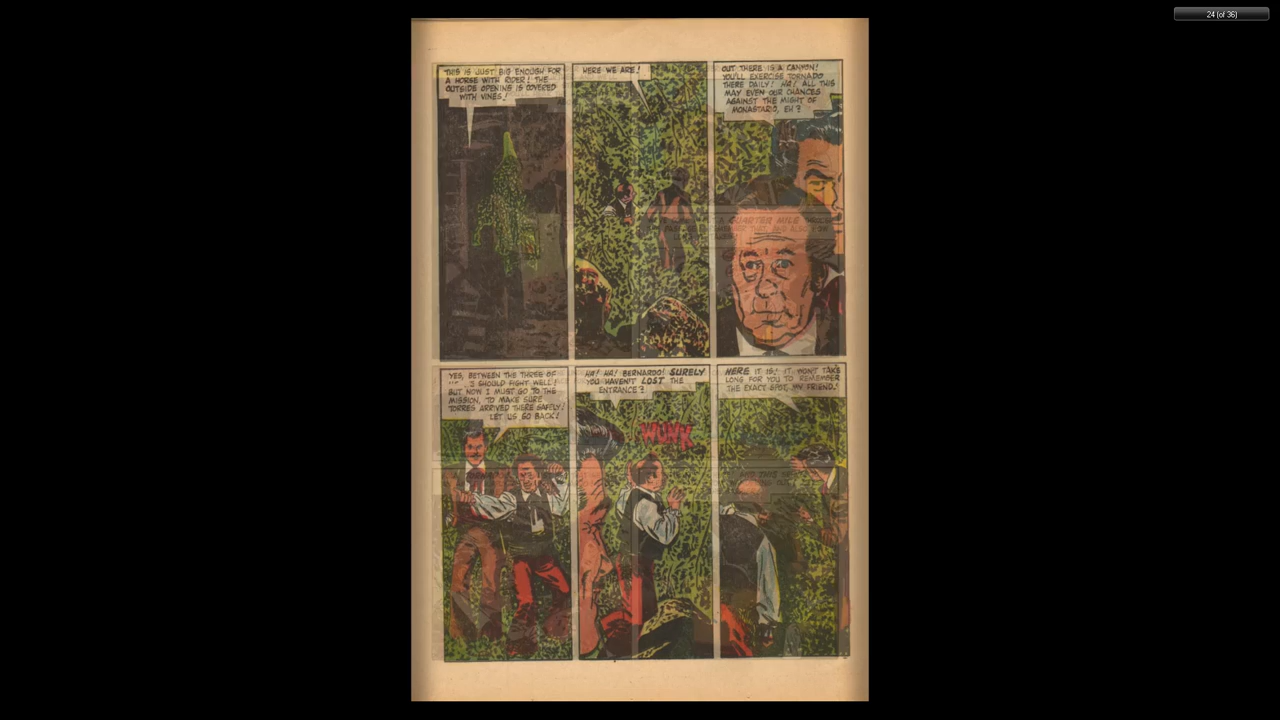 24 (of 36)
THIS IS JUST BIG ENOUGH FOR
A HORSE WITH RIDER! THE
OUTSIDE OPENING IS COVERED
WITH VINES!
HERE WE ARE!
OUT THERE IS A CANYON!
YOU'LL EXERCISE TORNADO
THERE DAILY! HA! ALL THIS
MAY EVEN OUR CHANCES
AGAINST THE MIGHT OF
MONASTARIO, EH?
A QUARTER MILE
YES, BETWEEN THE THREE OF
I SHOULD FIGHT WELL!
BUT NOW I MUST GO TO THE
MISSION, TO MAKE SURE
TORRES ARRIVED THERE SAFELY!
LET US GO BACK!
HA! HA! BERNARDO! SURELY
YOU HAVEN'T LOST THE
ENTRANCE?
WUNK
HERE IT IS! IT WON'T TAKE
LONG FOR YOU TO REMEMBER
THE EXACT SPOT, MY FRIEND!